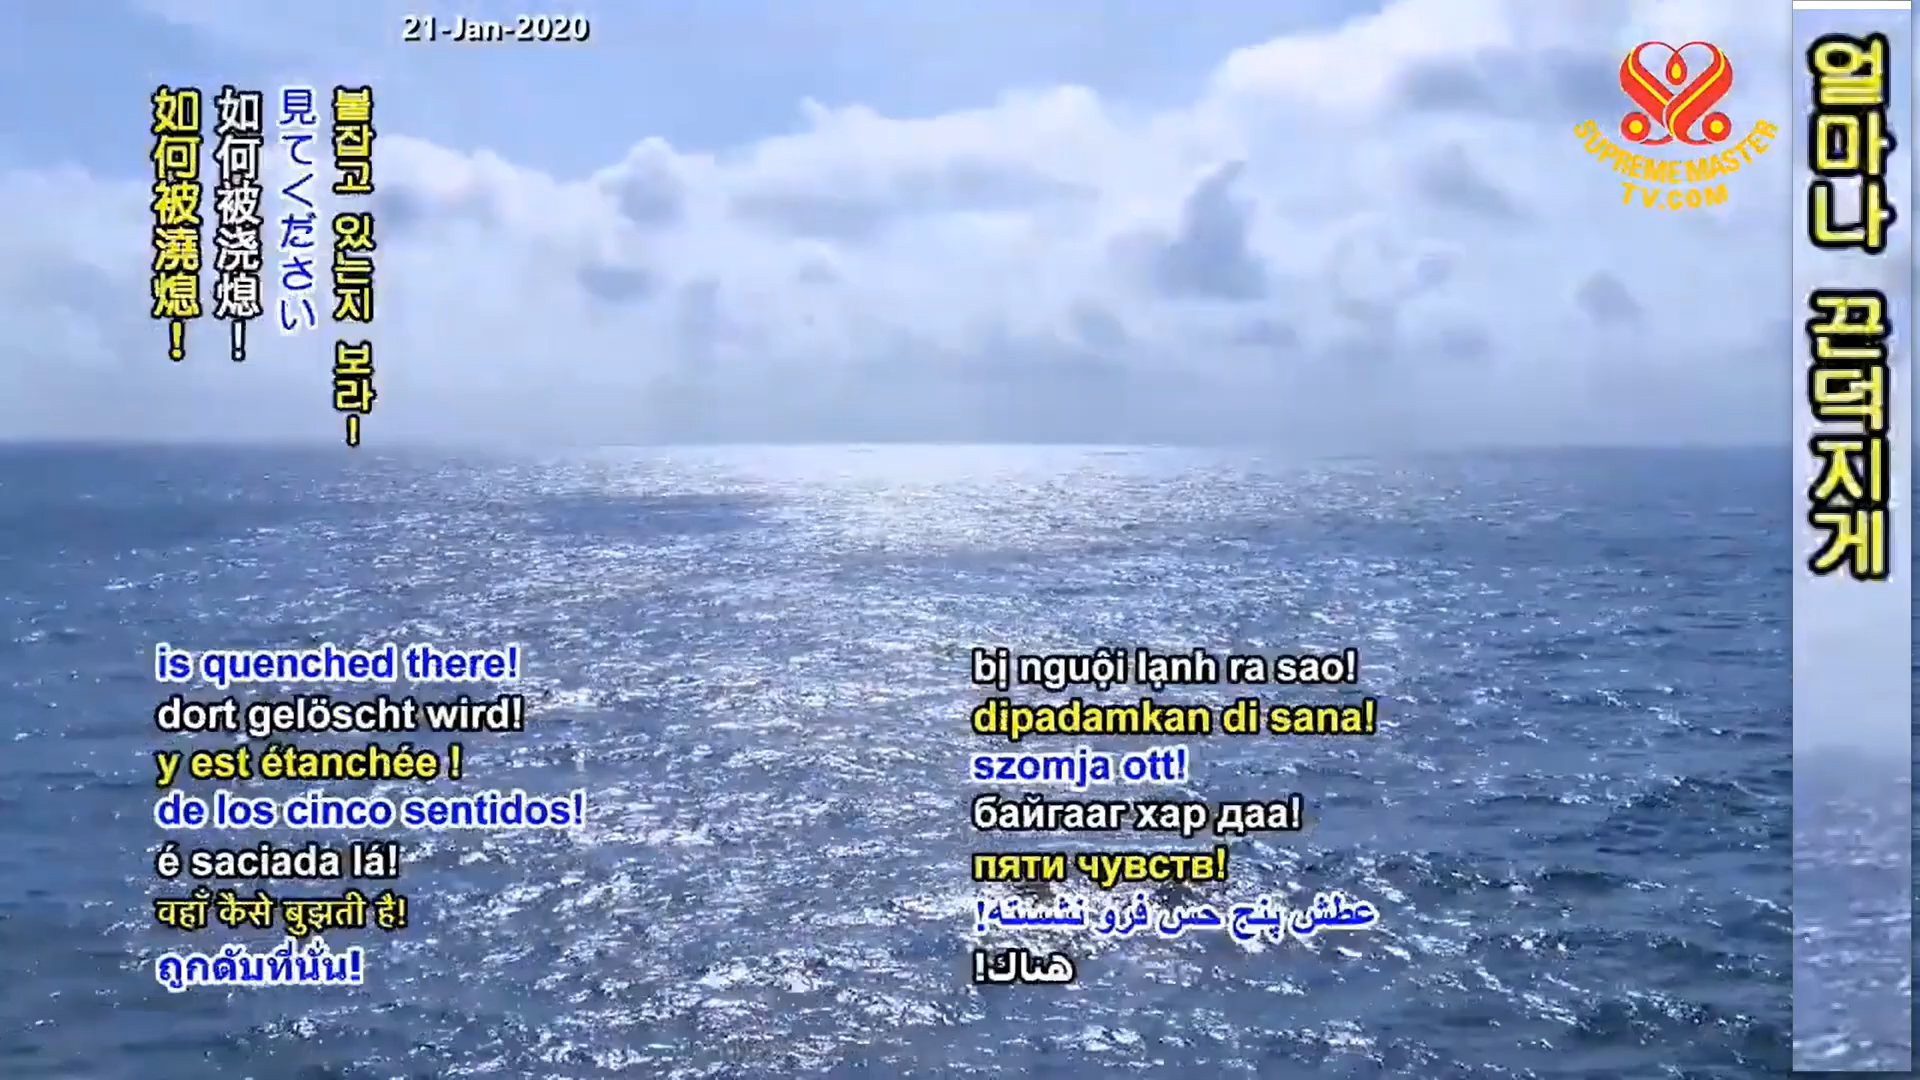 21-Jan-2020
SUPREME MASTER
TV.COM
얼마나 끈덕지게
붙잡고 있는지 보라!
見てください
如何被浇熄!
如何被澆熄!
is quenched there!
dort gelöscht wird!
y est étanchée !
de los cinco sentidos!
é saciada lá!
वहाँ कैसे बुझती है!
ถูกดับที่นั่น!
bị nguội lạnh ra sao!
dipadamkan di sana!
szomja ott!
байгааг хар даа!
пяти чувств!
عطش پنج حس فرو نشسته!
هناك!